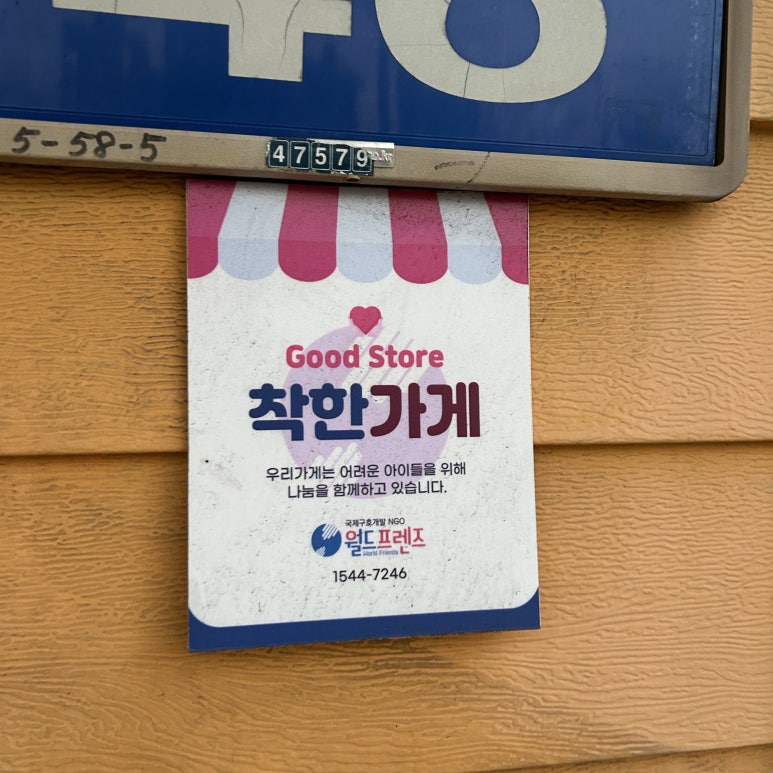 5-58-5
47579
Good Store
착한가게
우리가게는 어려운 아이들을 위해
나눔을 함께하고 있습니다.
국제구호개발 NGO
월드프렌즈
World Friends
1544-7246